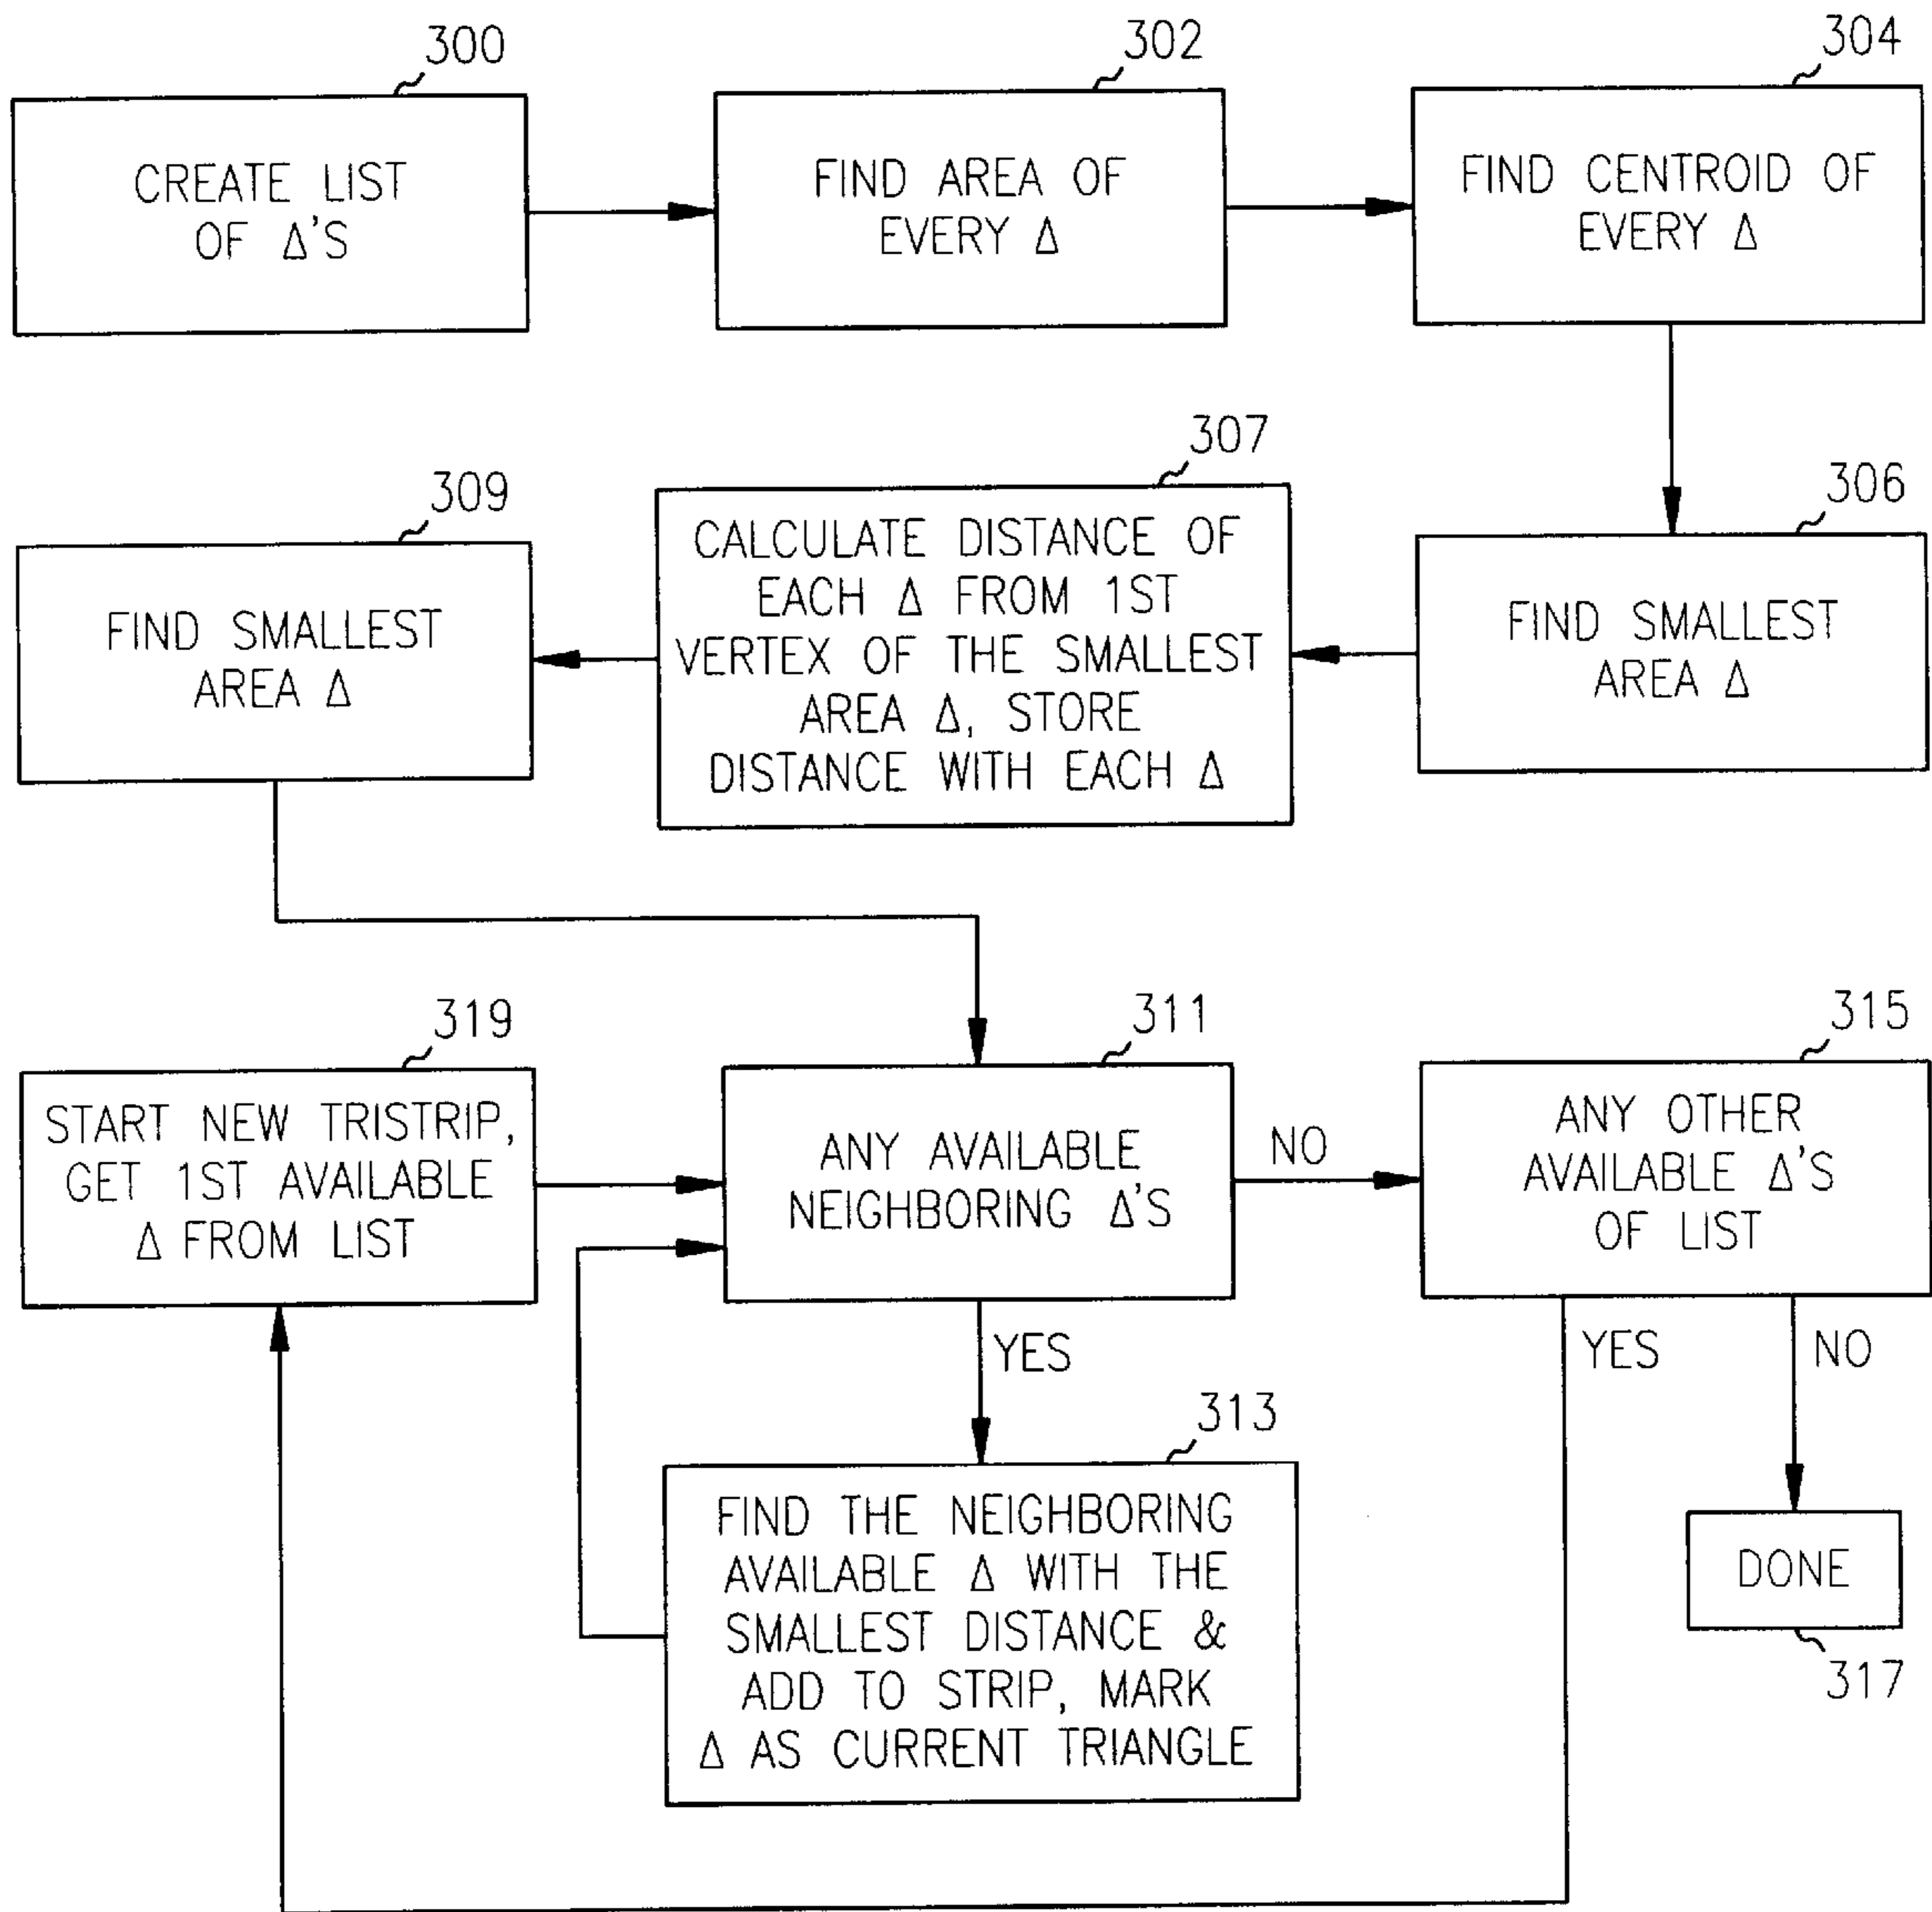 300
CREATE LIST
OF Δ'S
302
FIND AREA OF
EVERY Δ
304
FIND CENTROID OF
EVERY Δ
306
FIND SMALLEST
AREA Δ
307
CALCULATE DISTANCE OF
EACH Δ FROM 1ST
VERTEX OF THE SMALLEST
AREA Δ, STORE
DISTANCE WITH EACH Δ
309
FIND SMALLEST
AREA Δ
319
START NEW TRISTRIP,
GET 1ST AVAILABLE
Δ FROM LIST
311
ANY AVAILABLE
NEIGHBORING Δ'S
NO
YES
315
ANY OTHER
AVAILABLE Δ'S
OF LIST
YES
NO
313
FIND THE NEIGHBORING
AVAILABLE Δ WITH THE
SMALLEST DISTANCE &
ADD TO STRIP, MARK
Δ AS CURRENT TRIANGLE
DONE
317